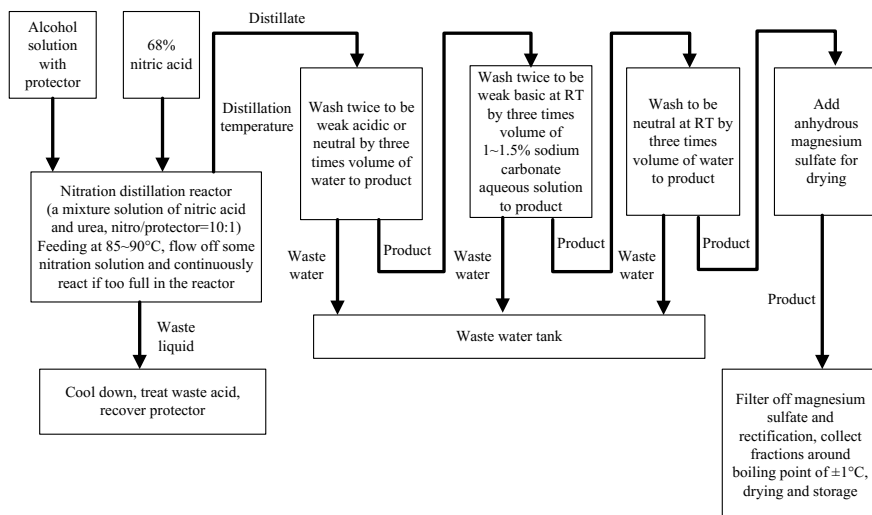 Alcohol
solution
with
protector
68%
nitric acid
Distillate
Distillation
temperature
Nitration distillation reactor
(a mixture solution of nitric acid
and urea, nitro/protector=10:1)
Feeding at 85~90°C, flow off some
nitration solution and continuously
react if too full in the reactor
Waste
liquid
Cool down, treat waste acid,
recover protector
Wash twice to be
weak acidic or
neutral by three
times volume of
water to product
Waste
water
Product
Wash twice to be
weak basic at RT
by three times
volume of
1~1.5% sodium
carbonate
aqueous solution
to product
Waste
water
Product
Wash to be
neutral at RT by
three times
volume of water
to product
Waste
water
Product
Waste water tank
Add
anhydrous
magnesium
sulfate for
drying
Product
Filter off magnesium
sulfate and
rectification, collect
fractions around
boiling point of ±1°C,
drying and storage